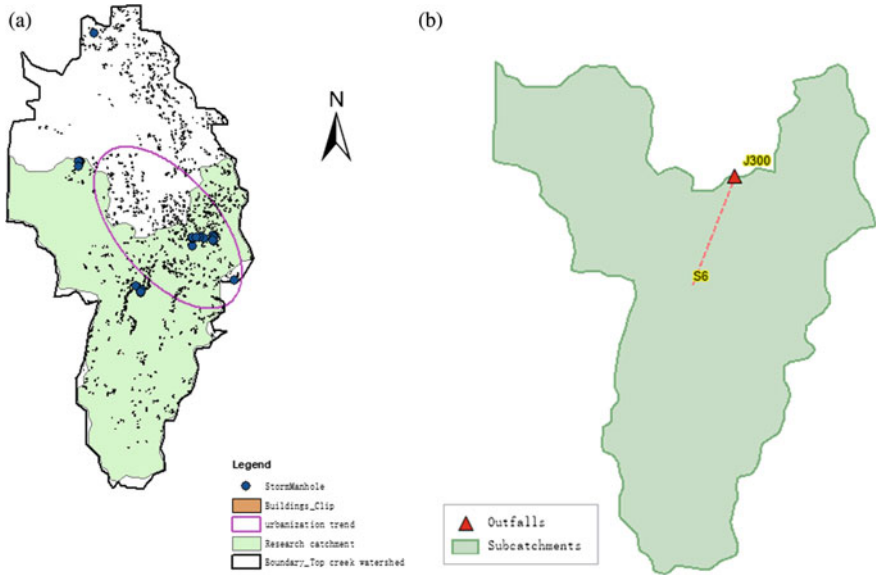 (a)
N
Legend
StormManhole
Buildings_Clip
urbanization trend
Research catchment
Boundary_Top creek watershed
(b)
J300
S6
Outfalls
Subcatchments